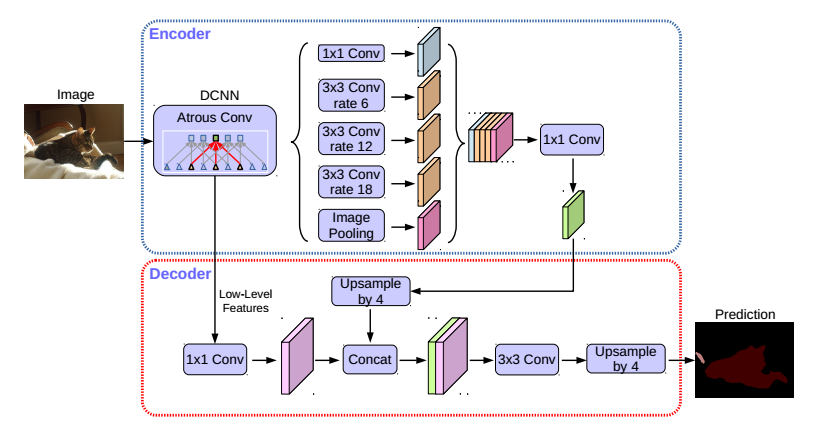 Encoder
Image
DCNN
Atrous Conv
1x1 Conv
3x3 Conv
rate 6
3x3 Conv
rate 12
3x3 Conv
rate 18
Image
Pooling
1x1 Conv
Decoder
Low-Level
Features
Upsample
by 4
1x1 Conv
Concat
3x3 Conv
Upsample
by 4
Prediction